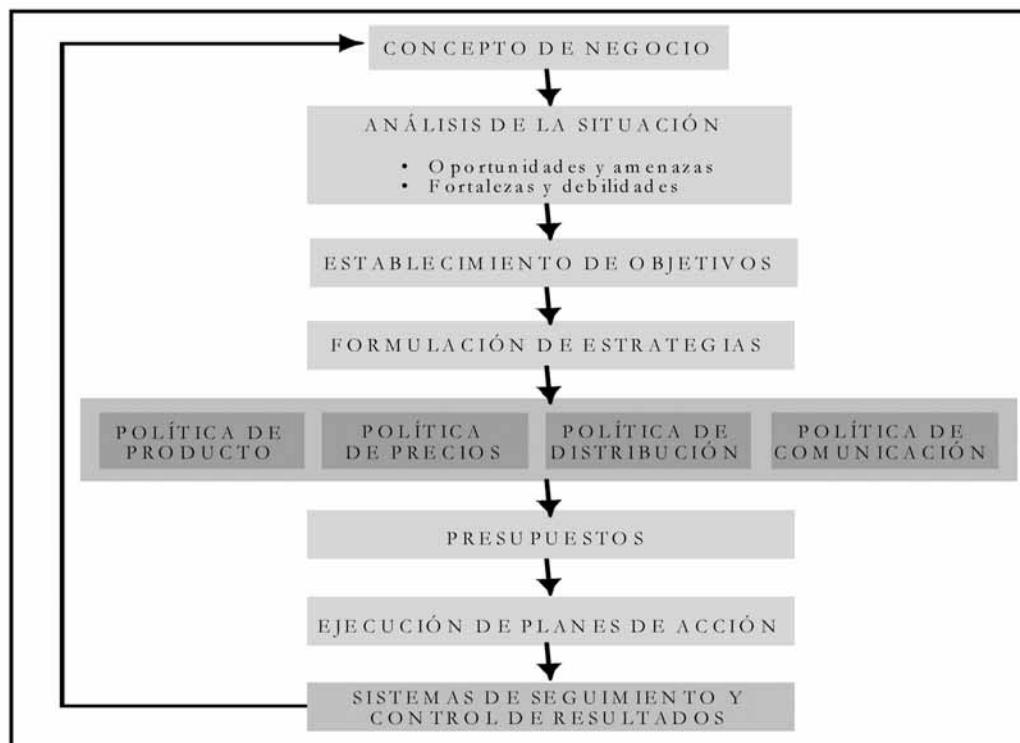 CONCEPTO DE NEGOCIO
ANÁLISIS DE LA SITUACIÓN
• Oportunidades y amenazas
• Fortalezas y debilidades
ESTABLECIMIENTO DE OBJETIVOS
FORMULACIÓN DE ESTRATEGIAS
POLÍTICA DE
PRODUCTO
POLÍTICA
DE PRECIOS
POLÍTICA DE
DISTRIBUCIÓN
POLÍTICA DE
COMUNICACIÓN
PRESUPUESTOS
EJECUCIÓN DE PLANES DE ACCIÓN
SISTEMAS DE SEGUIMIENTO Y
CONTROL DE RESULTADOS